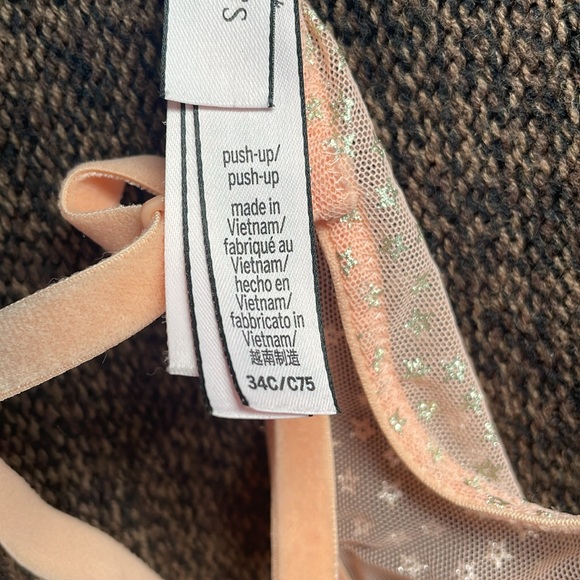 push-up/
push-up
made in
Vietnam/
fabriqué au
Vietnam/
hecho en
Vietnam/
fabbricato in
Vietnam/
越南制造
34C/C75